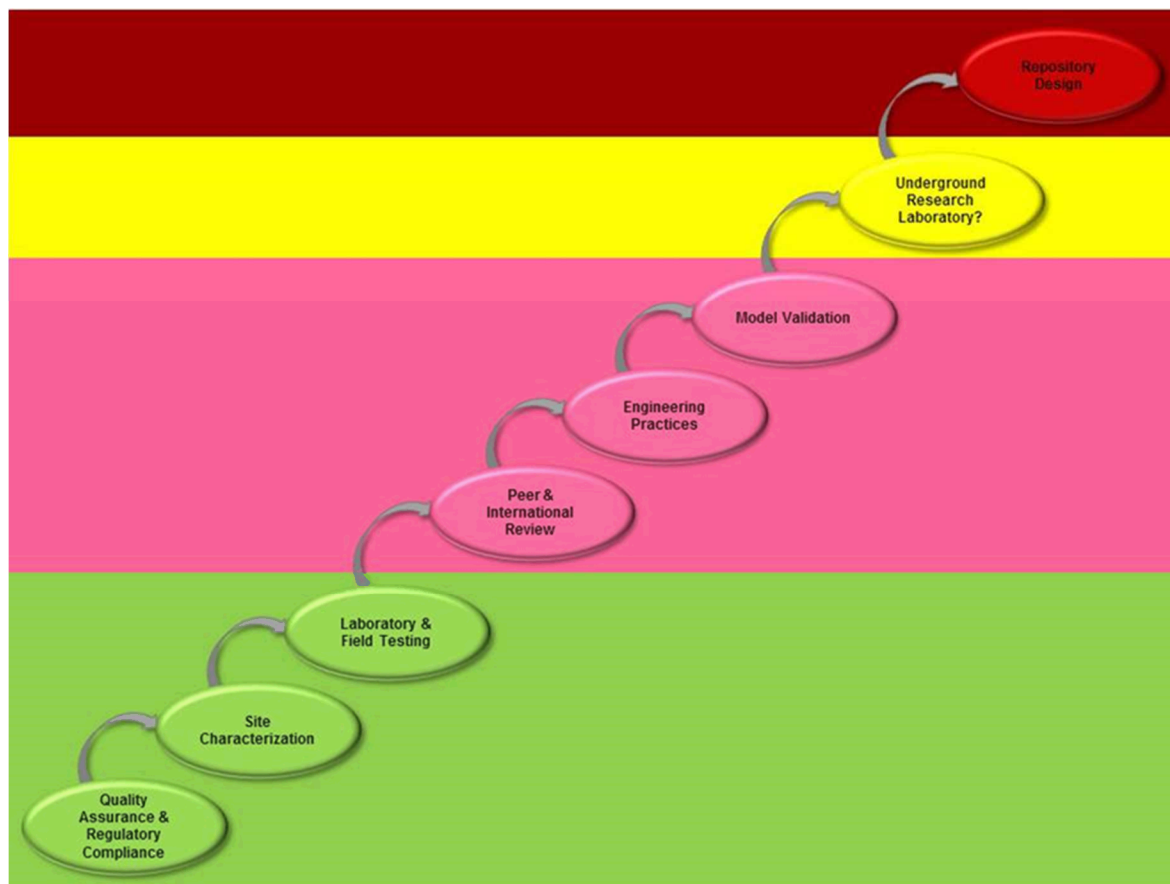 Repository
Design
Underground
Research
Laboratory?
Model Validation
Engineering
Practices
Peer &
International
Review
Laboratory &
Field Testing
Site
Characterization
Quality
Assurance &
Regulatory
Compliance